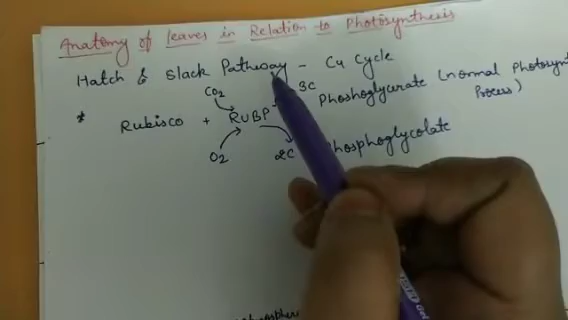 Anatomy of leaves in Relation to Photosynthesis
Hatch & Slack Pathway - C4 Cycle
CO2
3C Phoshoglycerate (normal Photosyn
* Rubisco + RUBP
Process)
O2
2C Phosphoglycolate